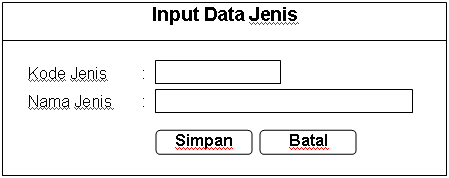 Input Data Jenis
Kode Jenis :
Nama Jenis :
Simpan Batal